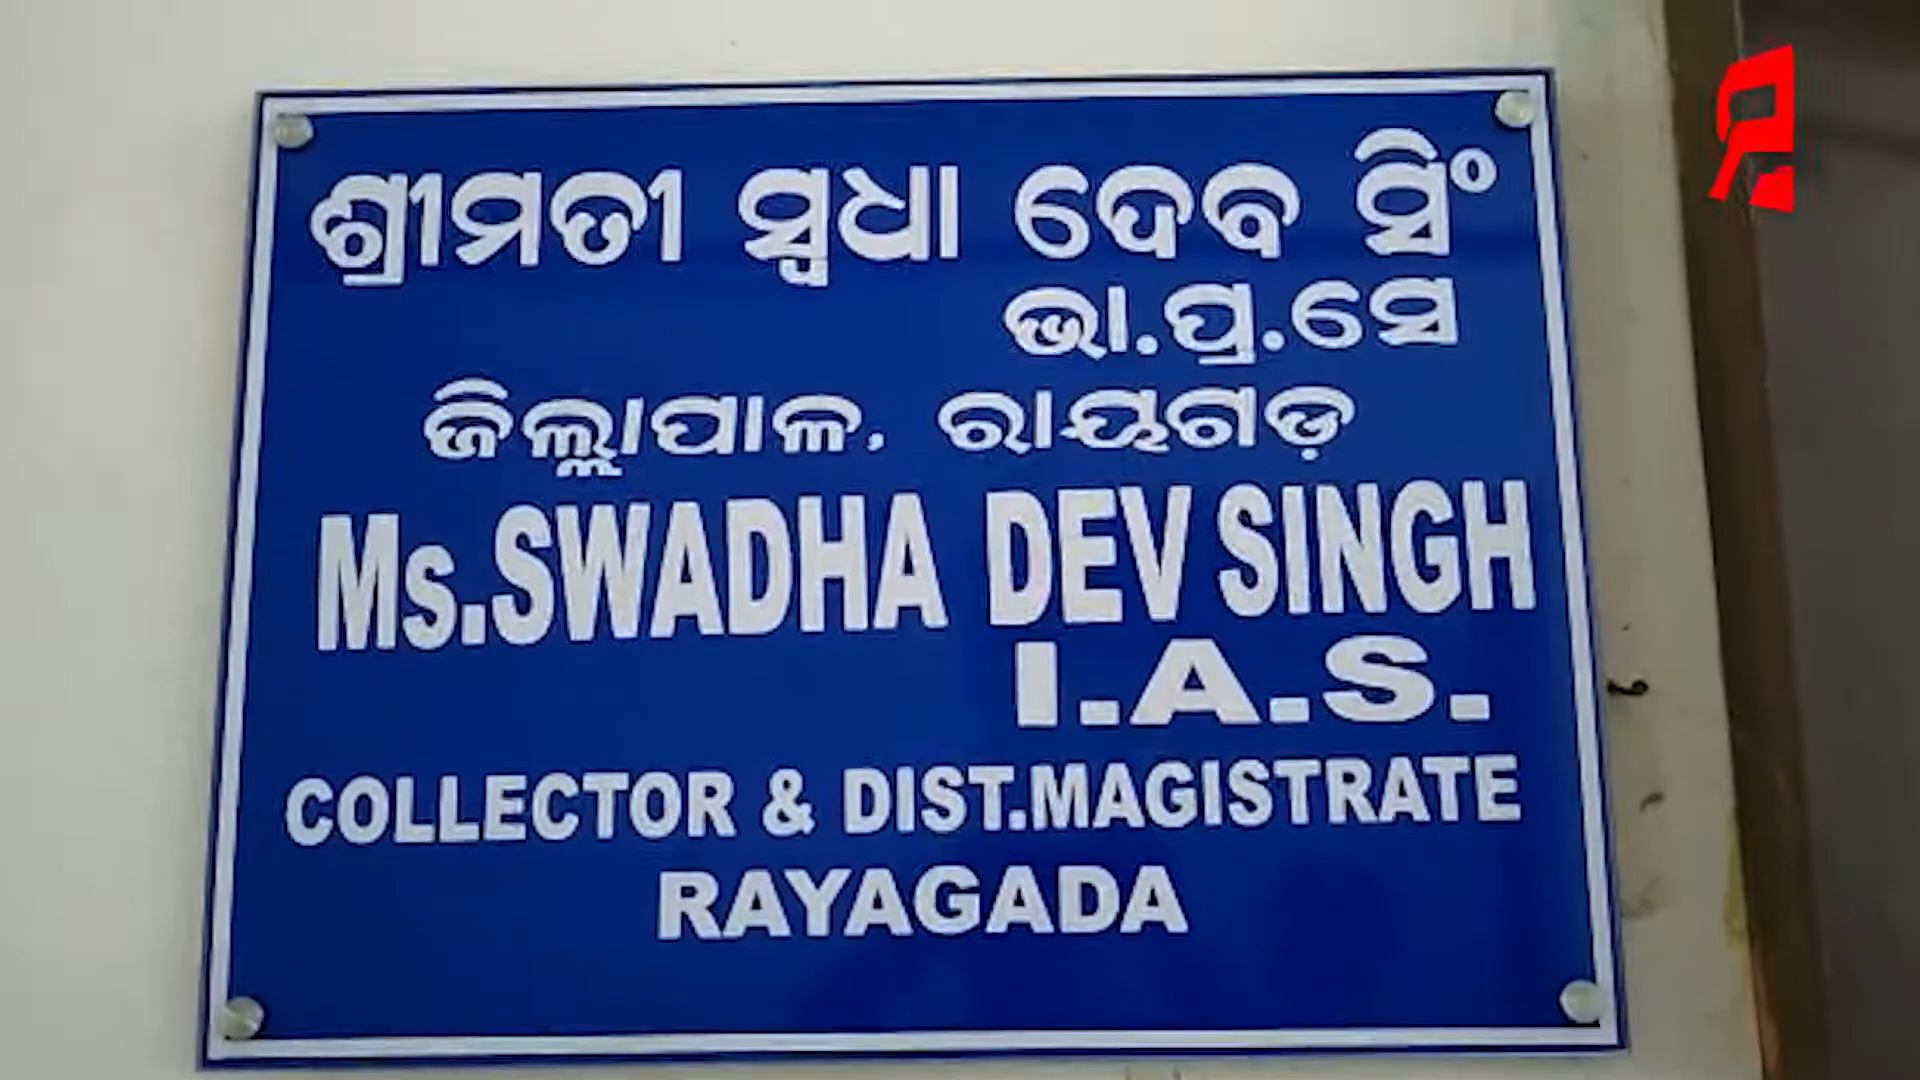 ଶ୍ରୀମତୀ ସ୍ୱଧା ଦେବ ସିଂ
ଭା.ପ୍ର.ସେ
ଜିଲ୍ଲାପାଳ, ରାୟଗଡ଼
Ms.SWADHA DEV SINGH
I.A.S.
COLLECTOR & DIST.MAGISTRATE
RAYAGADA